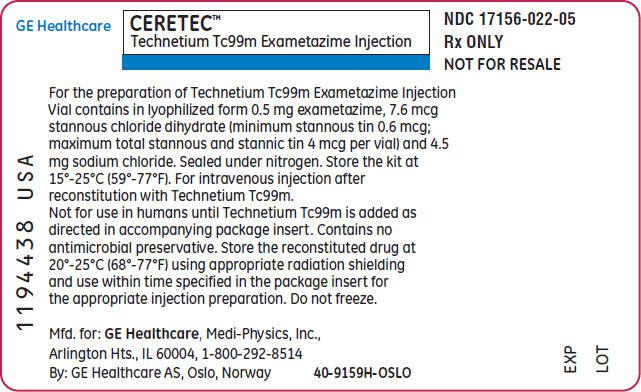 GE Healthcare
CERETEC™
Technetium Tc99m Exametazime Injection
NDC 17156-022-05
Rx ONLY
NOT FOR RESALE
For the preparation of Technetium Tc99m Exametazime Injection
Vial contains in lyophilized form 0.5 mg exametazime, 7.6 mcg
stannous chloride dihydrate (minimum stannous tin 0.6 mcg;
maximum total stannous and stannic tin 4 mcg per vial) and 4.5
mg sodium chloride. Sealed under nitrogen. Store the kit at
15°-25°C (59°-77°F). For intravenous injection after
reconstitution with Technetium Tc99m.
Not for use in humans until Technetium Tc99m is added as
directed in accompanying package insert. Contains no
antimicrobial preservative. Store the reconstituted drug at
20°-25°C (68°-77°F) using appropriate radiation shielding
and use within time specified in the package insert for
the appropriate injection preparation. Do not freeze.
Mfd. for: GE Healthcare, Medi-Physics, Inc.,
Arlington Hts., IL 60004, 1-800-292-8514
By: GE Healthcare AS, Oslo, Norway 40-9159H-OSLO
1194438 USA
EXP
LOT